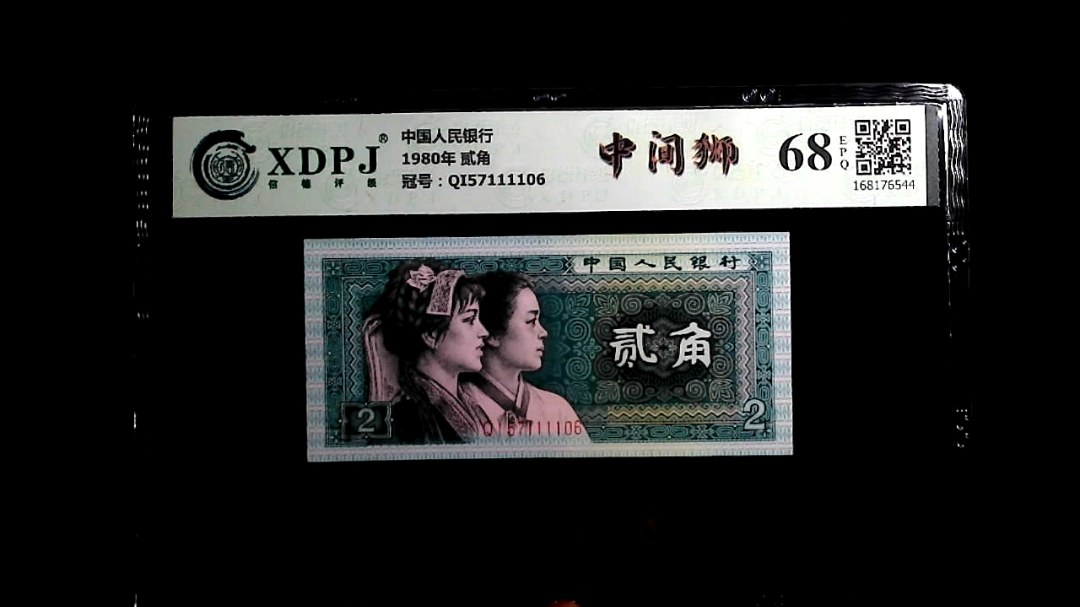 XDPJ®
信德评级
中国人民银行
1980年 贰角
冠号：QI57111106
中间狮
68 EPQ
168176544
中国人民银行
贰角
2
2
QI57111106